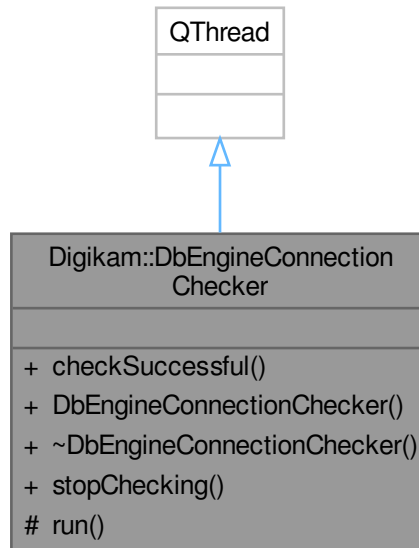 QThread
Digikam::DbEngineConnection
Checker
+ checkSuccessful()
+ DbEngineConnectionChecker()
+ ~DbEngineConnectionChecker()
+ stopChecking()
# run()